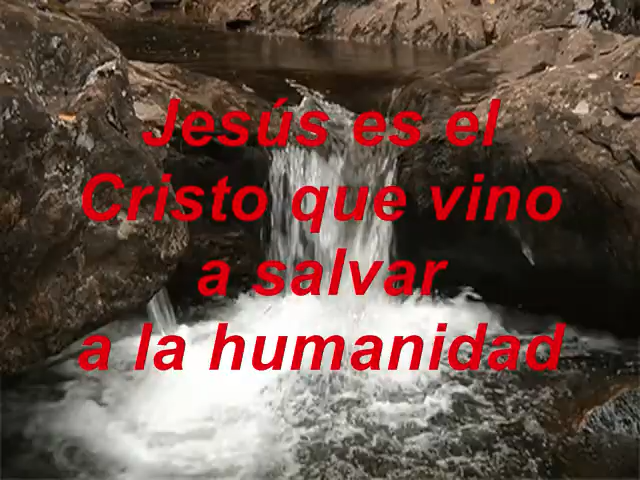 Jesús es el
Cristo que vino
a salvar
a la humanidad